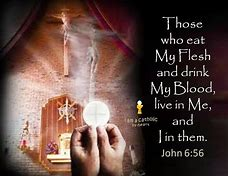 Those
who eat
My Flesh
and drink
My Blood,
live in Me,
and
I in them.
John 6:56
I am a Catholic